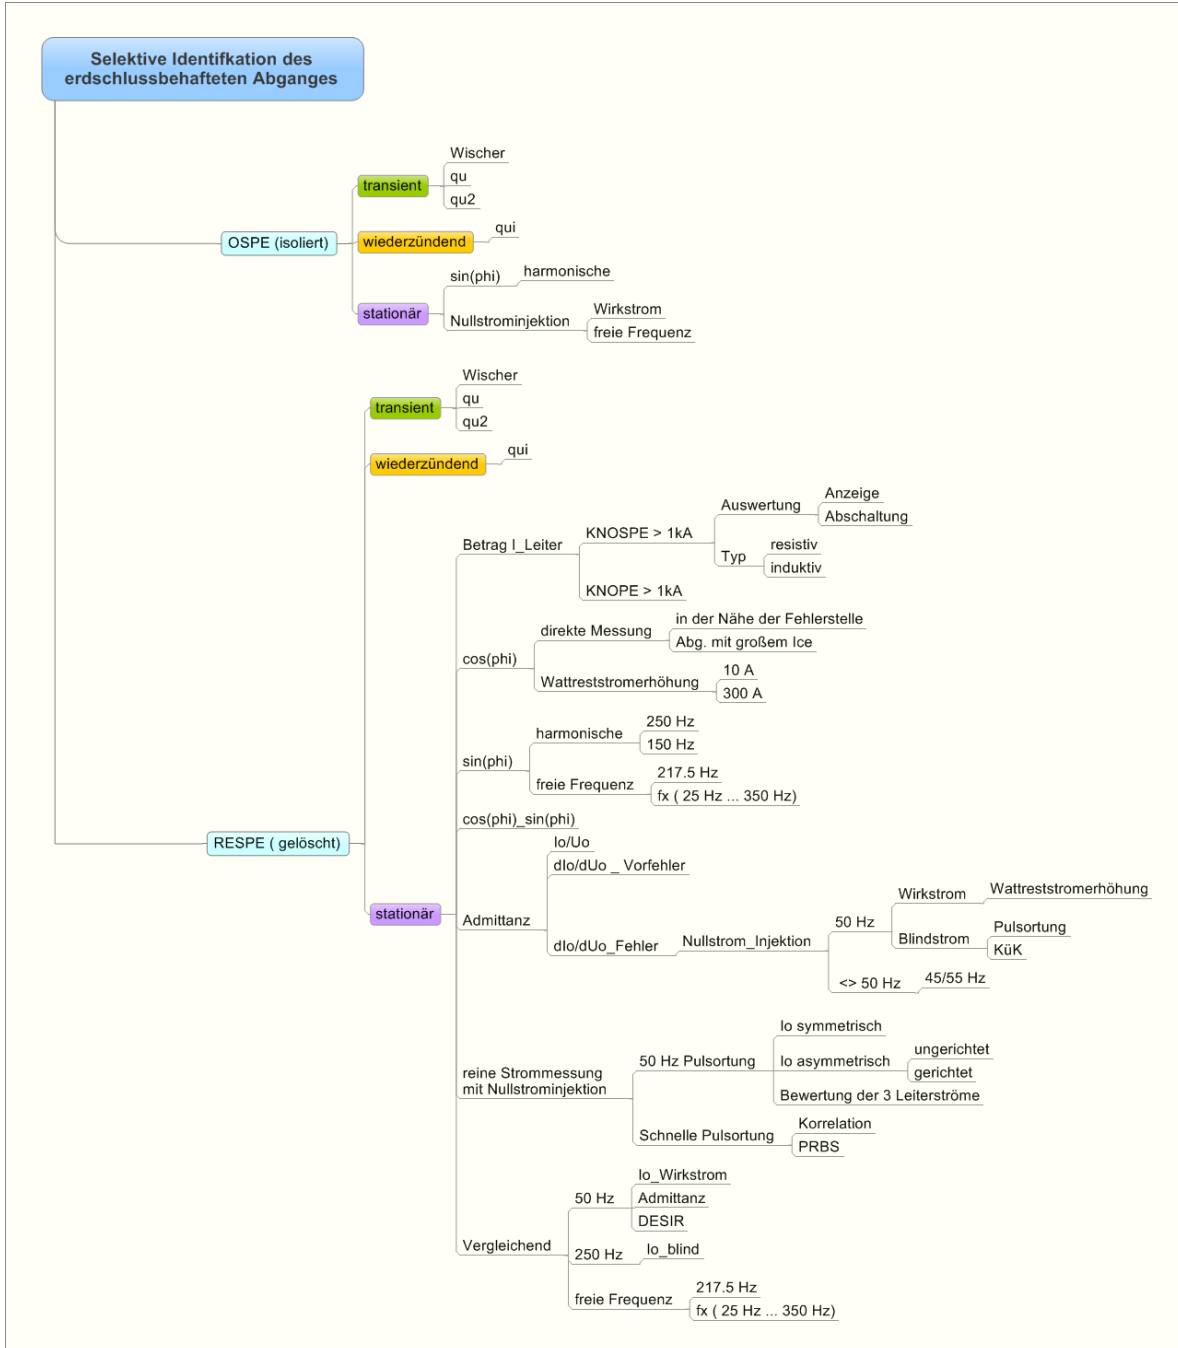 Selektive Identifkation des
erdschlussbehafteten Abganges
OSPE (isoliert)
transient
Wischer
qu
qu2
wiederzündend
qui
stationär
sin(phi)
harmonische
Nullstrominjektion
Wirkstrom
freie Frequenz
RESPE ( gelöscht)
transient
Wischer
qu
qu2
wiederzündend
qui
stationär
Betrag I_Leiter
KNOSPE > 1kA
Auswertung
Anzeige
Abschaltung
Typ
resistiv
induktiv
KNOPE > 1kA
cos(phi)
direkte Messung
in der Nähe der Fehlerstelle
Abg. mit großem Ice
Wattreststromerhöhung
10 A
300 A
sin(phi)
harmonische
250 Hz
150 Hz
freie Frequenz
217.5 Hz
fx ( 25 Hz ... 350 Hz)
cos(phi)_sin(phi)
Admittanz
Io/Uo
dIo/dUo _ Vorfehler
dIo/dUo_Fehler
Nullstrom_Injektion
50 Hz
Wirkstrom
Wattreststromerhöhung
Blindstrom
Pulsortung
KüK
<> 50 Hz
45/55 Hz
reine Strommessung
mit Nullstrominjektion
50 Hz Pulsortung
Io symmetrisch
Io asymmetrisch
ungerichtet
gerichtet
Bewertung der 3 Leiterströme
Schnelle Pulsortung
Korrelation
PRBS
Vergleichend
50 Hz
Io_Wirkstrom
Admittanz
DESIR
250 Hz
Io_blind
freie Frequenz
217.5 Hz
fx ( 25 Hz ... 350 Hz)